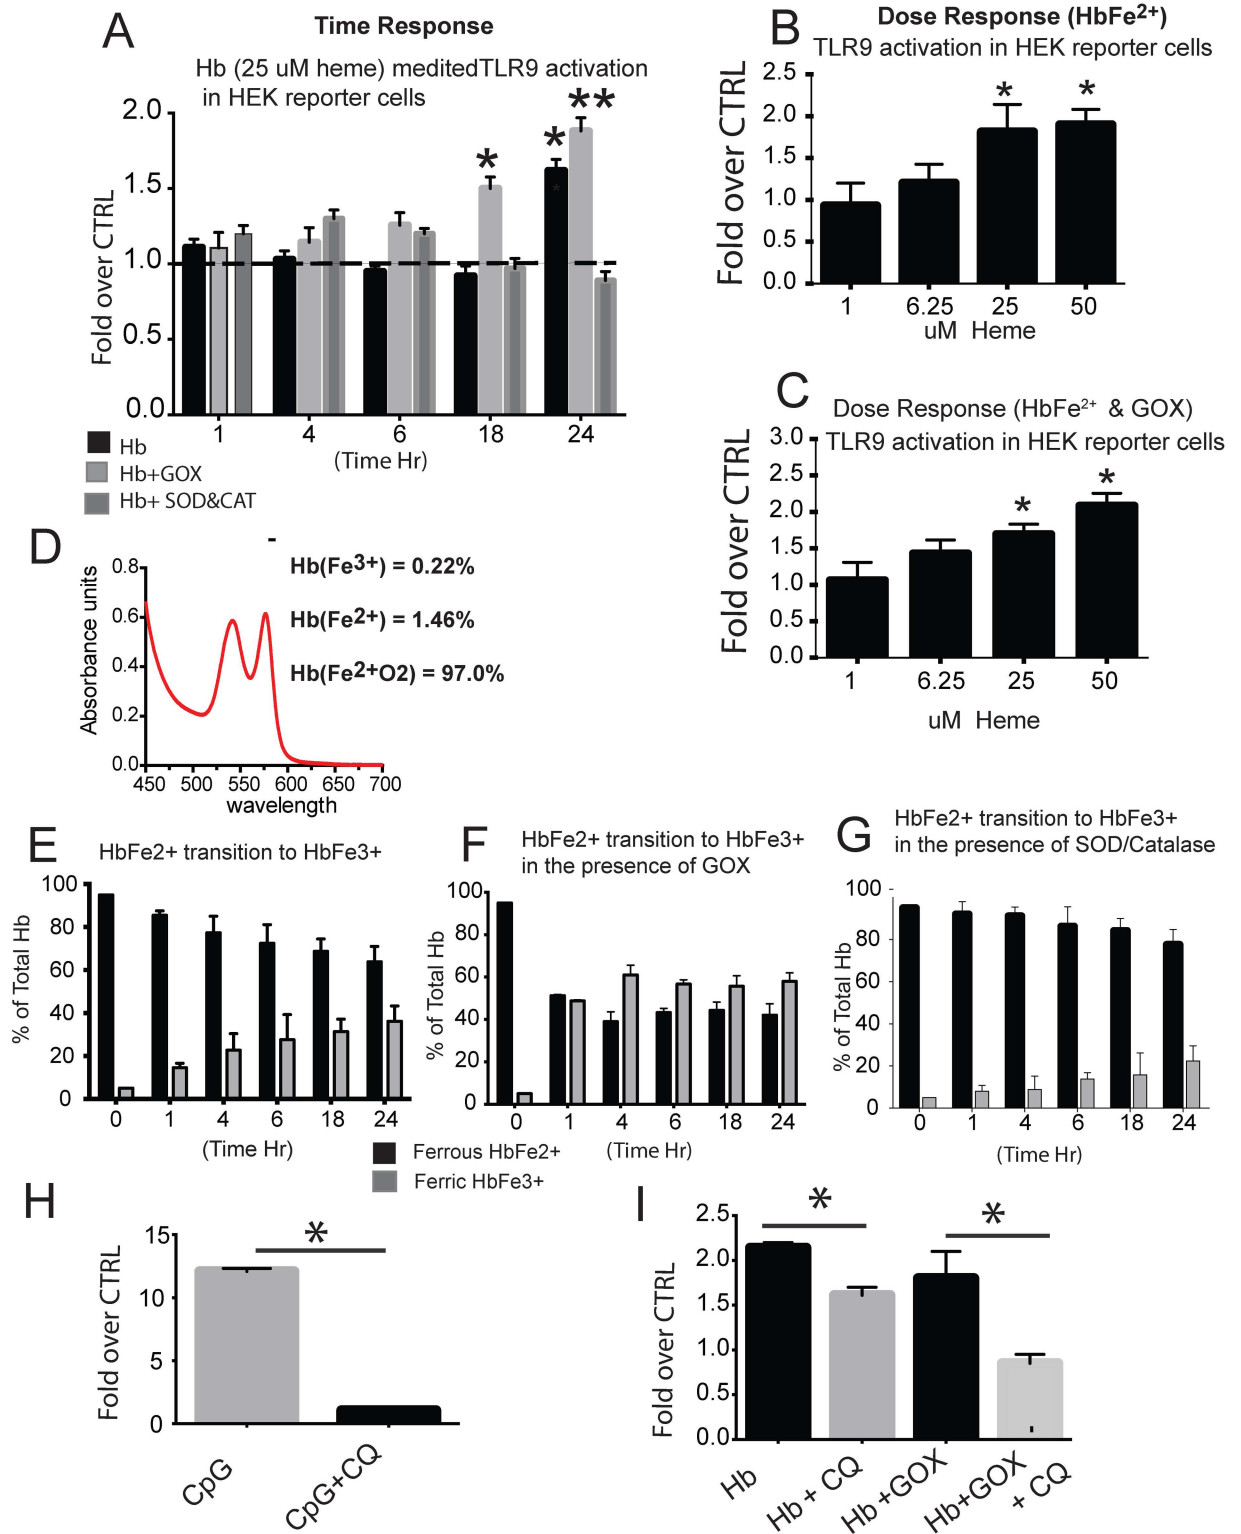 A
Time Response
Hb (25 uM heme) meditedTLR9 activation
in HEK reporter cells
Fold over CTRL
2.0
1.5
1.0
0.5
0.0
*
*
*
**
1 4 6 18 24
(Time Hr)
Hb
Hb+GOX
Hb+ SOD&CAT
B
Dose Response (HbFe2+)
TLR9 activation in HEK reporter cells
Fold over CTRL
2.5
2.0
1.5
1.0
0.5
0.0
* *
1 6.25 25 50
uM Heme
C
Dose Response (HbFe2+ & GOX)
TLR9 activation in HEK reporter cells
Fold over CTRL
3.0
2.5
2.0
1.5
1.0
0.5
0.0
* *
1 6.25 25 50
uM Heme
D
-
Absorbance units
0.8
0.6
0.4
0.2
0.0
450 500 550 600 650 700
wavelength
Hb(Fe3+) = 0.22%
Hb(Fe2+) = 1.46%
Hb(Fe2+O2) = 97.0%
E
HbFe2+ transition to HbFe3+
% of Total Hb
100
80
60
40
20
0
0 1 4 6 18 24
(Time Hr)
F
HbFe2+ transition to HbFe3+
in the presence of GOX
% of Total Hb
100
80
60
40
20
0
0 1 4 6 18 24
(Time Hr)
G
HbFe2+ transition to HbFe3+
in the presence of SOD/Catalase
% of Total Hb
100
80
60
40
20
0
0 1 4 6 18 24
(Time Hr)
Ferrous HbFe2+
Ferric HbFe3+
H
Fold over CTRL
15
10
5
0
*
CpG
CpG+CQ
I
Fold over CTRL
2.5
2.0
1.5
1.0
0.5
0.0
* *
Hb
Hb + CQ
Hb +GOX
Hb+GOX
+ CQ